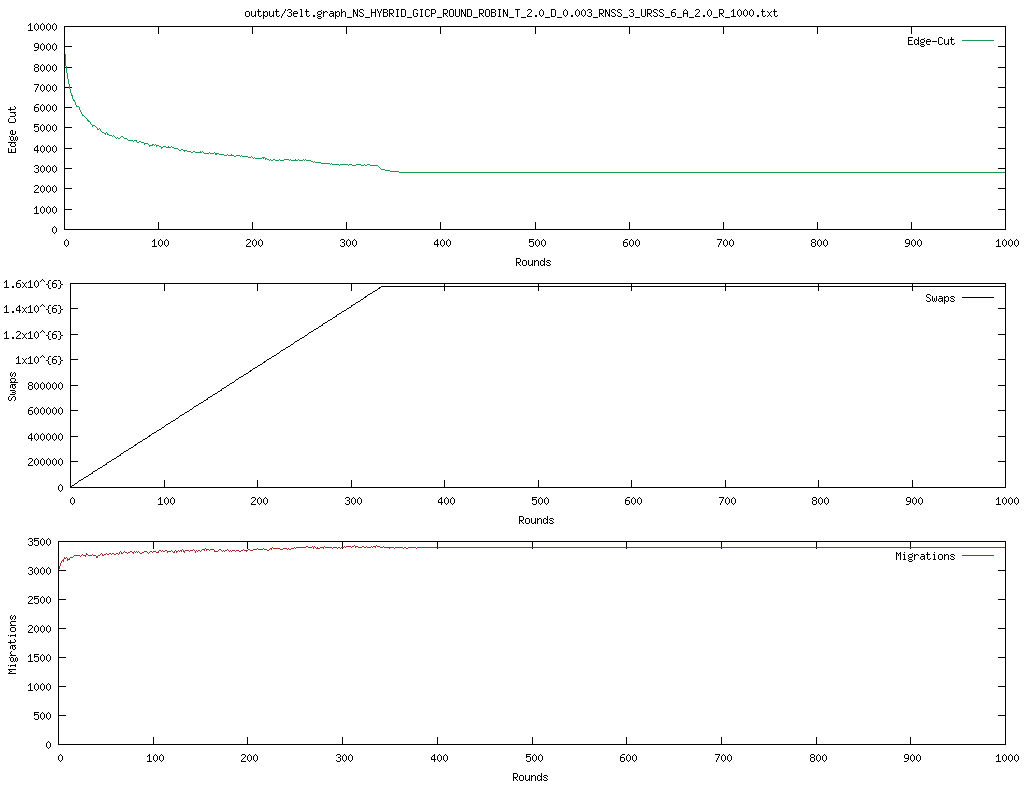 output/3elt.graph_NS_HYBRID_GICP_ROUND_ROBIN_T_2.0_D_0.003_RNSS_3_URSS_6_A_2.0_R_1000.txt
Edge-Cut
10000
9000
8000
7000
6000
5000
4000
3000
2000
1000
0
Edge Cut
0 100 200 300 400 500 600 700 800 900 1000
Rounds
Swaps
1.6x10^{6}
1.4x10^{6}
1.2x10^{6}
1x10^{6}
800000
600000
400000
200000
0
Swaps
0 100 200 300 400 500 600 700 800 900 1000
Rounds
Migrations
3500
3000
2500
2000
1500
1000
500
0
Migrations
0 100 200 300 400 500 600 700 800 900 1000
Rounds